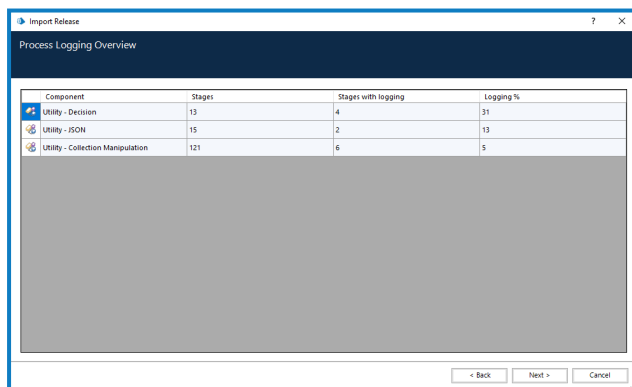 Import Release
? X
Process Logging Overview
Component Stages Stages with logging Logging %
Utility - Decision 13 4 31
Utility - JSON 15 2 13
Utility - Collection Manipulation 121 6 5
< Back Next > Cancel